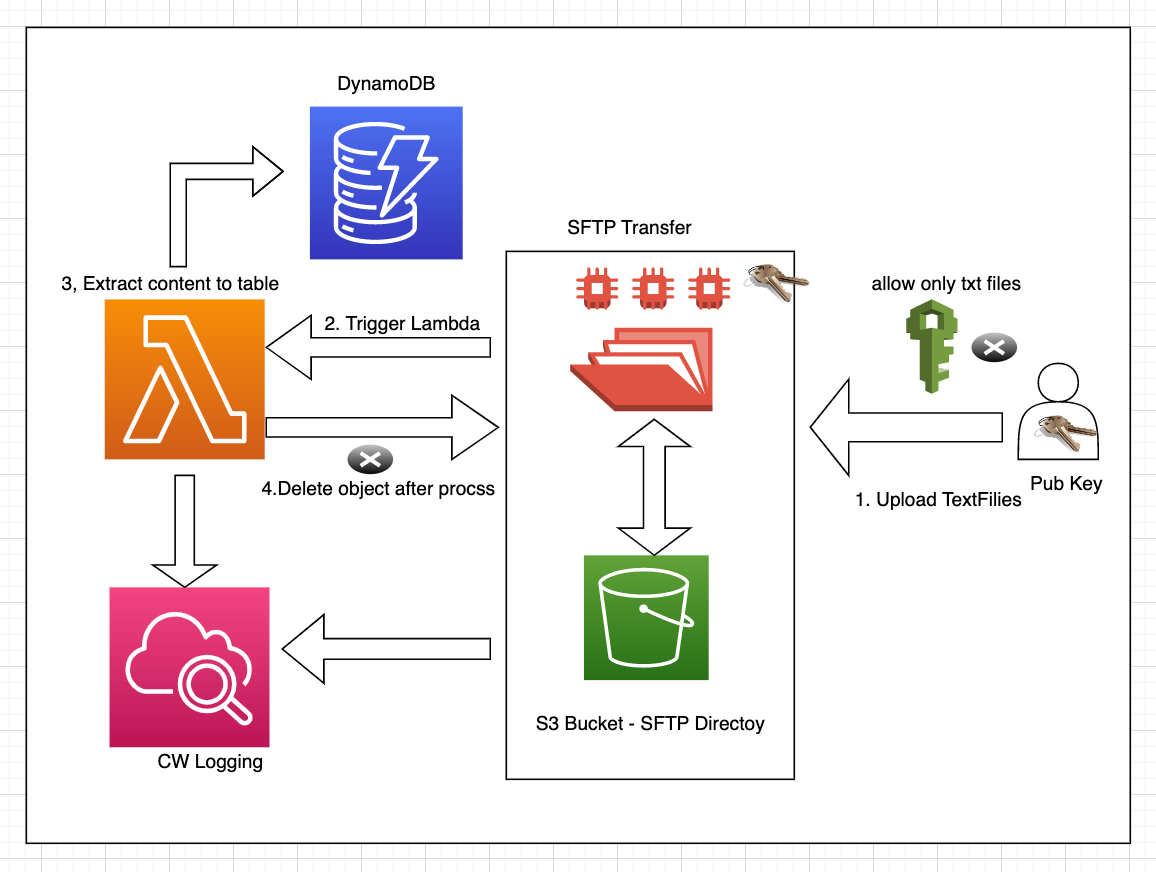 DynamoDB
SFTP Transfer
3, Extract content to table
allow only txt files
2. Trigger Lambda
4.Delete object after procss
Pub Key
1. Upload TextFilies
S3 Bucket - SFTP Directoy
CW Logging